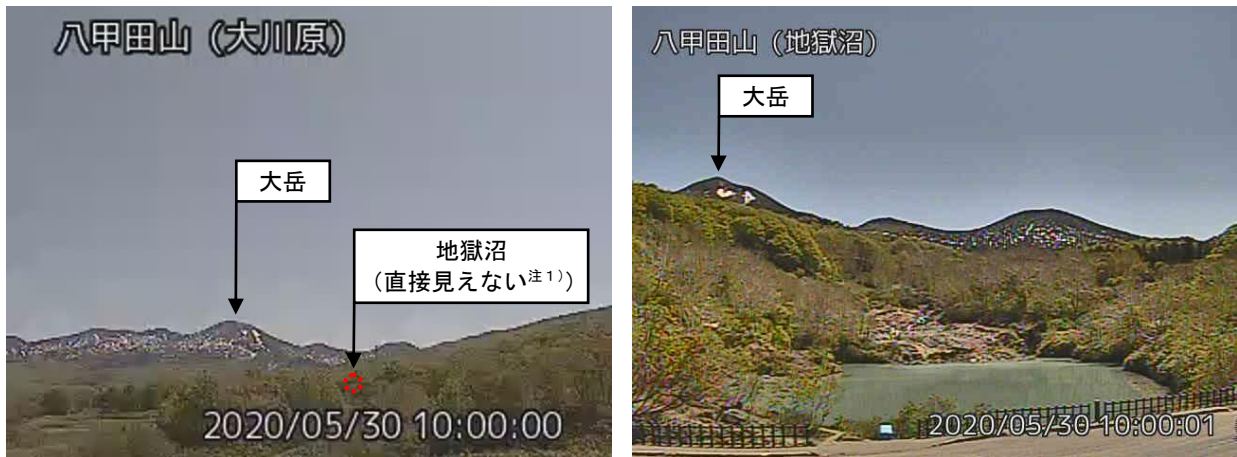 八甲田山（大川原）
大岳
地獄沼
（直接見えない注１））
2020/05/30 10:00:00
八甲田山（地獄沼）
大岳
2020/05/30 10:00:01